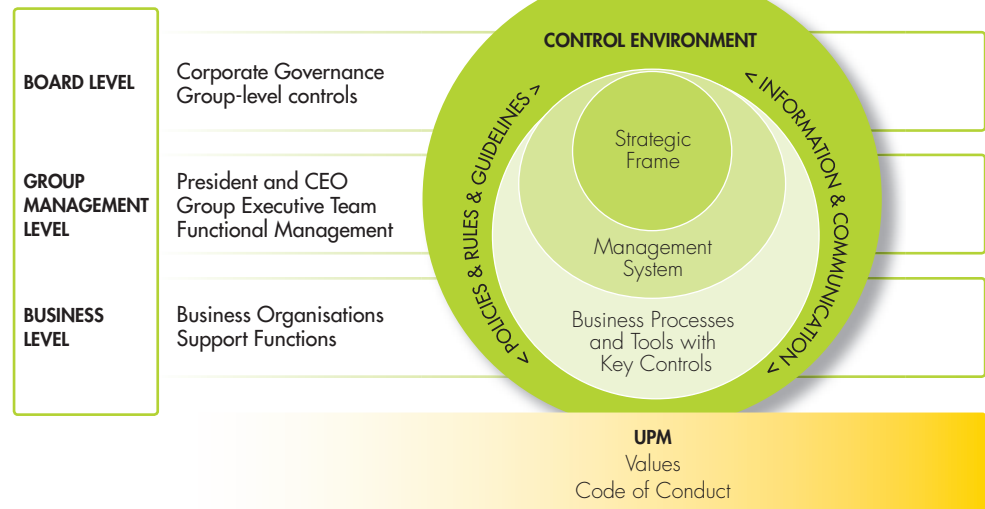 BOARD LEVEL
Corporate Governance
Group-level controls
GROUP
MANAGEMENT
LEVEL
President and CEO
Group Executive Team
Functional Management
BUSINESS
LEVEL
Business Organisations
Support Functions
CONTROL ENVIRONMENT
< POLICIES & RULES & GUIDELINES >
< INFORMATION & COMMUNICATION >
Strategic
Frame
Management
System
Business Processes
and Tools with
Key Controls
UPM
Values
Code of Conduct